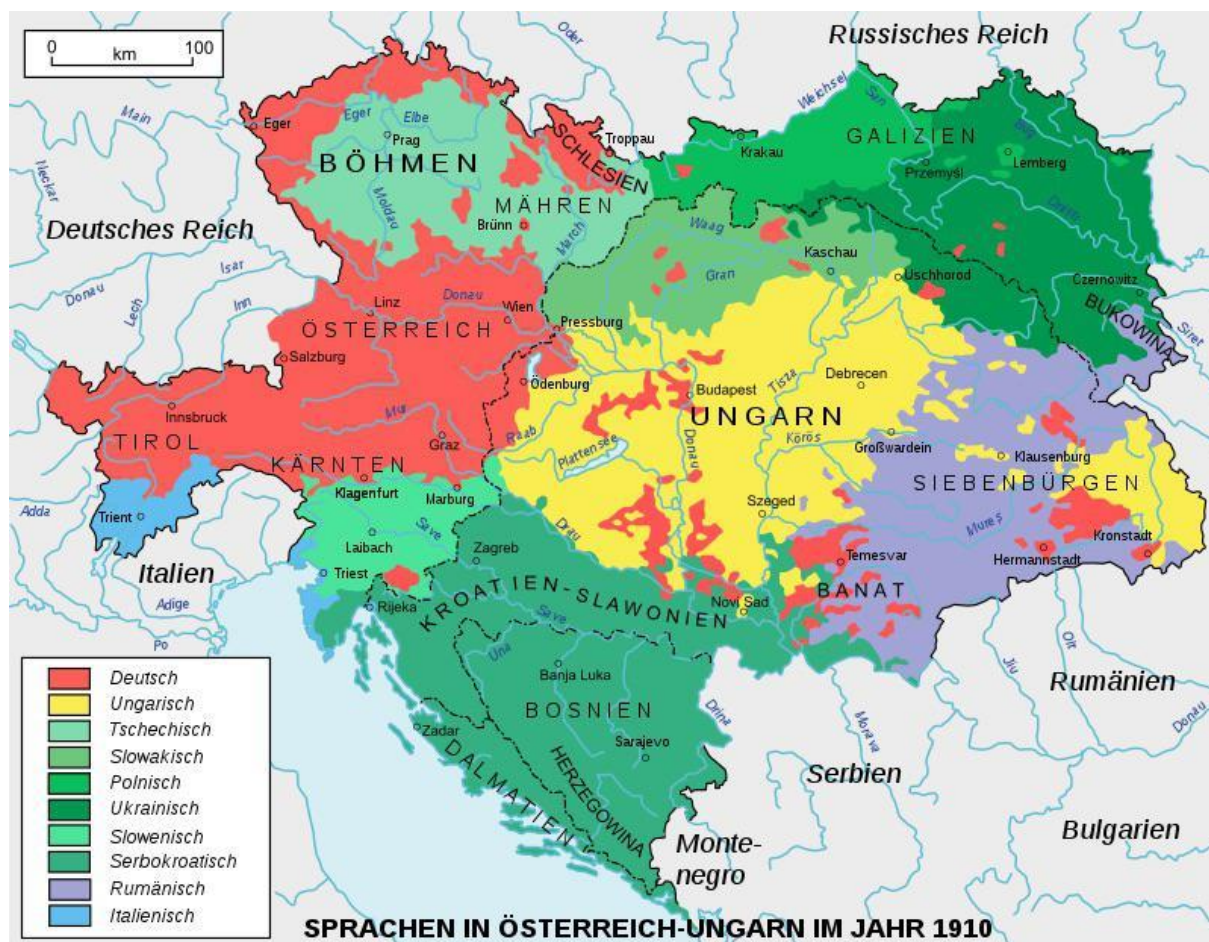 0 100
km
Russisches Reich
Oder
Weichsel
San
Main
Eger
Eger
Elbe
Prag
Troppau
SCHLESIEN
Krakau
GALIZIEN
Bug
Lemberg
Przemyśl
Neckar
BÖHMEN
Moldau
MÄHREN
Brünn
March
Waag
Dnister
Deutsches Reich
Isar
Gran
Kaschau
Uschhorod
Czernowitz
BUKOWINA
Siret
Donau
Lech
Inn
Linz
Donau
Wien
Pressburg
ÖSTERREICH
Salzburg
Ödenburg
Budapest
Tisza
Debrecen
Innsbruck
Mur
Graz
Raab
UNGARN
Körös
Großwardein
Klausenburg
TIROL
KÄRNTEN
Plattensee
Donau
SIEBENBÜRGEN
Klagenfurt
Marburg
Szeged
Mureș
Adda
Trient
Drau
Laibach
Save
Zagreb
Temesvar
Hermannstadt
Kronstadt
Italien
Triest
BANAT
Adige
Rijeka
KROATIEN-SLAWONIEN
Novi Sad
Po
Save
Una
Olt
Jiu
Banja Luka
Rumänien
BOSNIEN
Drina
Morava
Donau
Zadar
Sarajevo
DALMATIEN
HERZEGOWINA
Serbien
Bulgarien
Monte-
negro
Deutsch
Ungarisch
Tschechisch
Slowakisch
Polnisch
Ukrainisch
Slowenisch
Serbokroatisch
Rumänisch
Italienisch
SPRACHEN IN ÖSTERREICH-UNGARN IM JAHR 1910